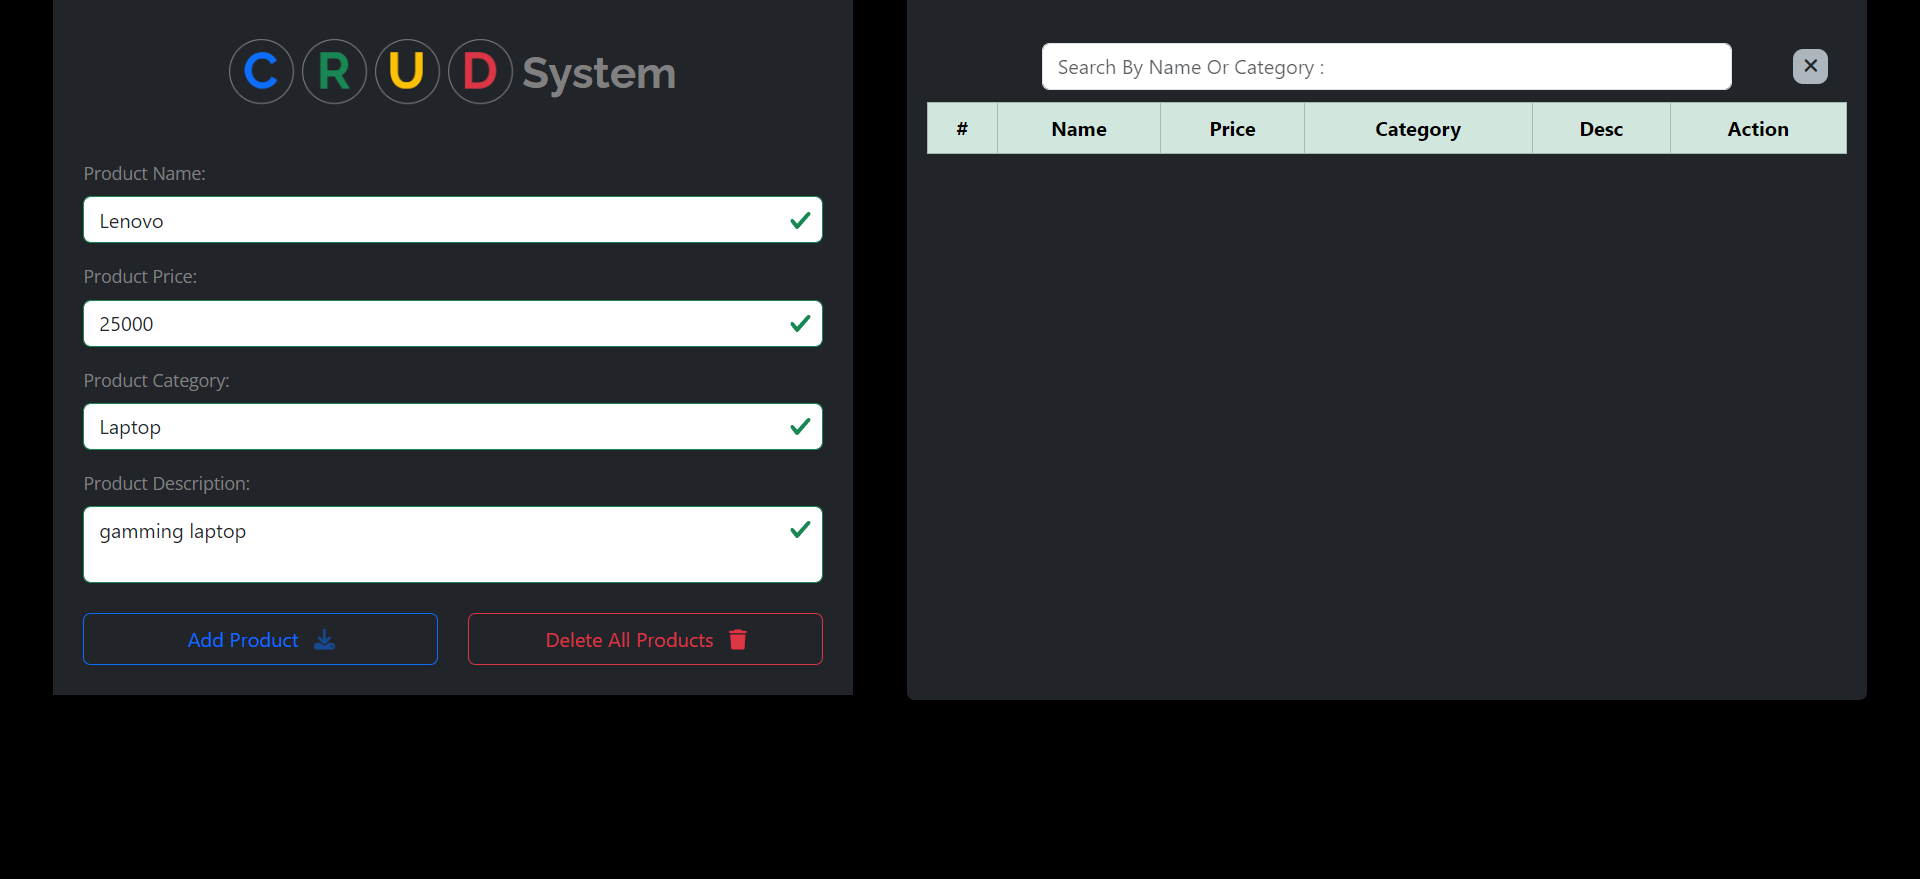 C R U D System
Product Name:
Lenovo
Product Price:
25000
Product Category:
Laptop
Product Description:
gamming laptop
Add Product
Delete All Products
Search By Name Or Category :
# Name Price Category Desc Action